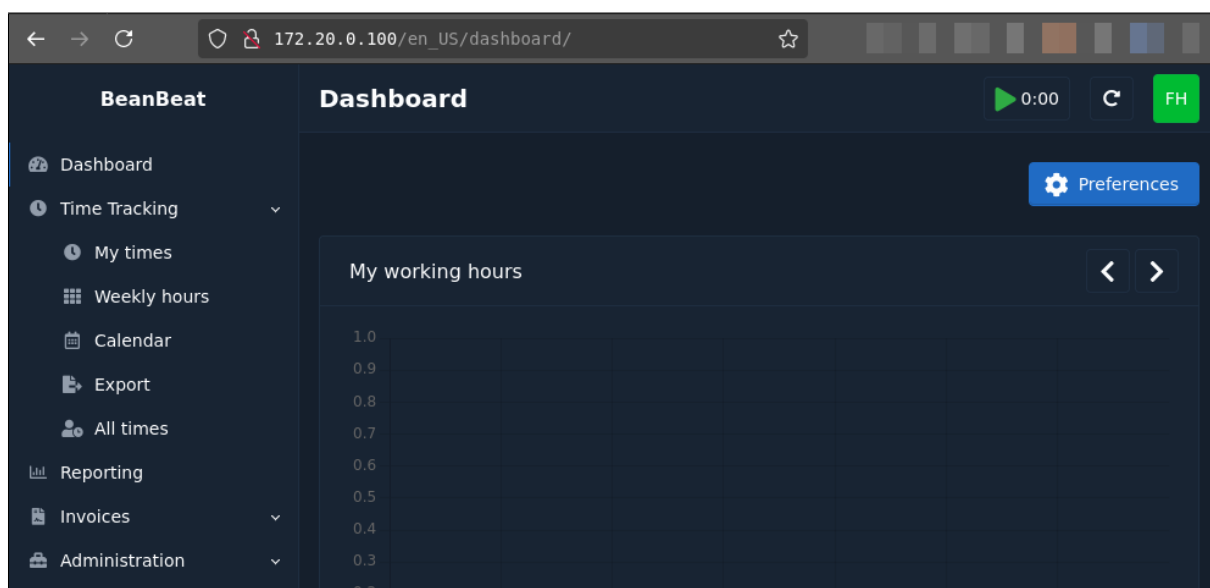 172.20.0.100/en_US/dashboard/
BeanBeat
Dashboard
0:00
FH
Dashboard
Time Tracking
My times
Weekly hours
Calendar
Export
All times
Reporting
Invoices
Administration
Preferences
My working hours
1.0
0.9
0.8
0.7
0.6
0.5
0.4
0.3